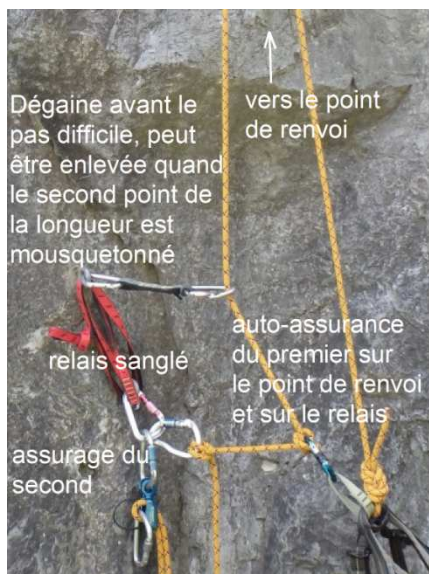 Dégaine avant le
pas difficile, peut
être enlevée quand
le second point de
la longueur est
mousquetonné
vers le point
de renvoi
relais sanglé
auto-assurance
du premier sur
le point de renvoi
et sur le relais
assurage du
second